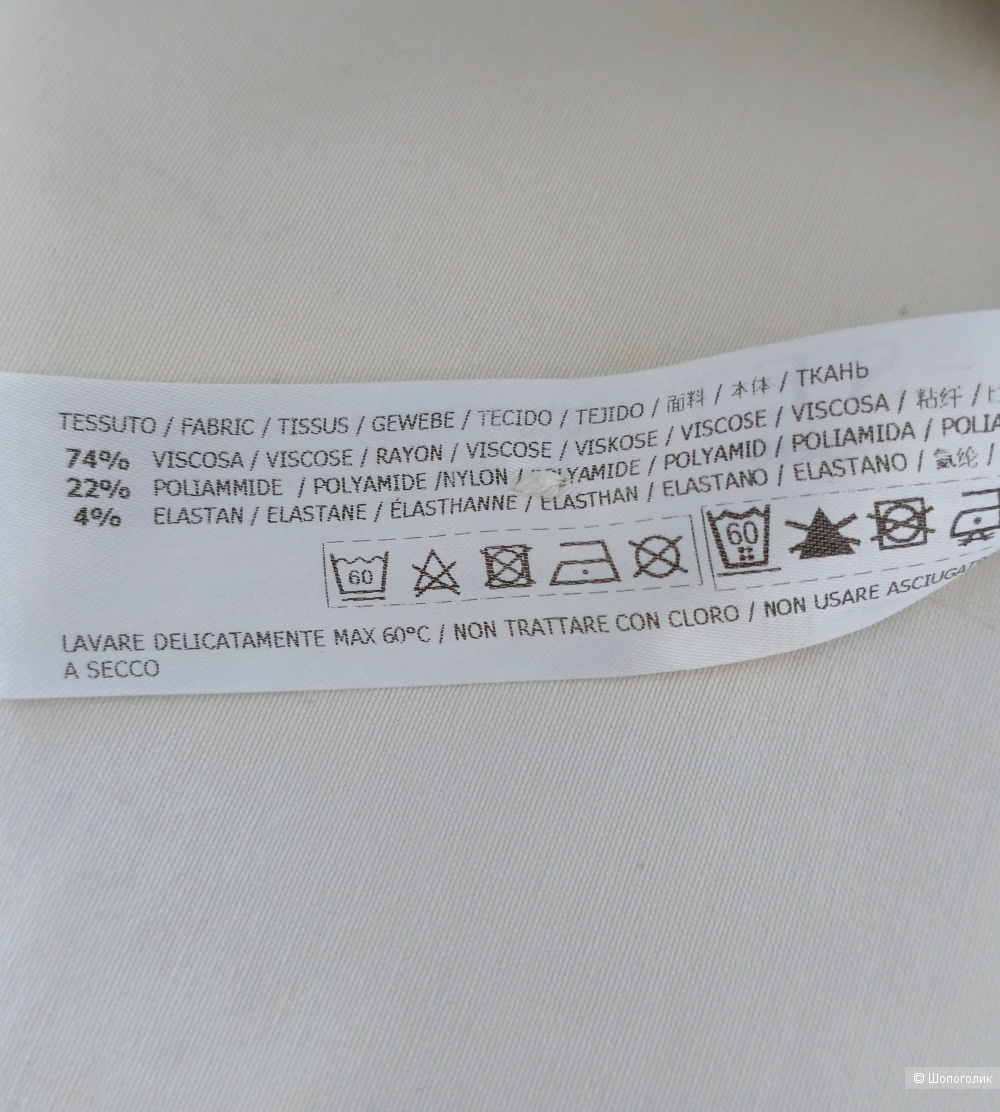 TESSUTO / FABRIC / TISSUS / GEWEBE / TECIDO / TEJIDO / 面料 / 本体 / ТКАНЬ
74% VISCOSA / VISCOSE / RAYON / VISCOSE / VISKOSE / VISCOSE / VISCOSA / 粘纤 /
22% POLIAMMIDE / POLYAMIDE /NYLON / / POLYAMID / POLIAMIDA /
4% ELASTAN / ELASTANE / ÉLASTHANNE / ELASTHAN / ELASTANO / ELASTANO / 氨纶 /
60 60
LAVARE DELICATAMENTE MAX 60°C / NON TRATTARE CON CLORO / NON USARE
A SECCO
© Шопоголик